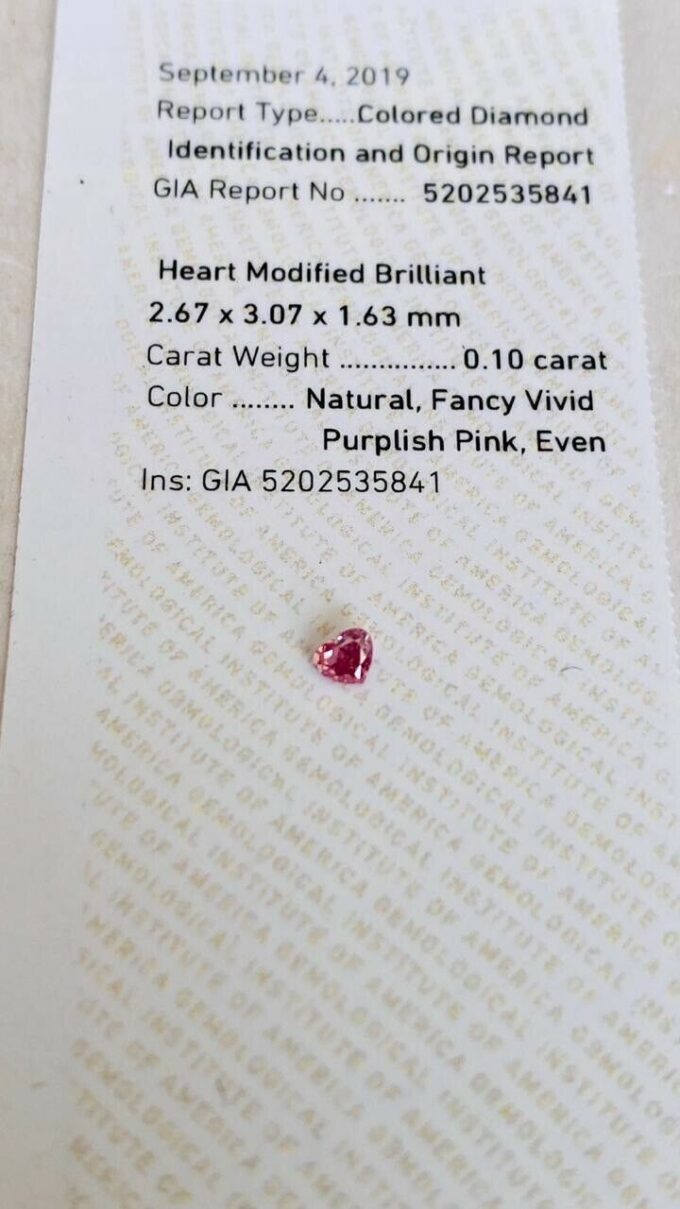 September 4, 2019
Report Type.....Colored Diamond
Identification and Origin Report
GIA Report No ....... 5202535841
Heart Modified Brilliant
2.67 x 3.07 x 1.63 mm
Carat Weight ............... 0.10 carat
Color ........ Natural, Fancy Vivid
Purplish Pink, Even
Ins: GIA 5202535841